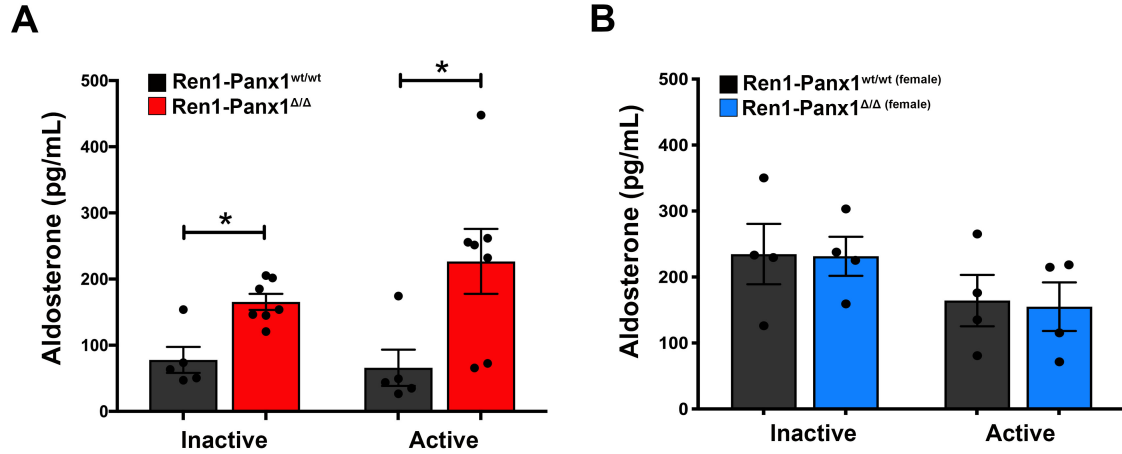 A
Ren1-Panx1wt/wt
Ren1-Panx1Δ/Δ
*
*
Aldosterone (pg/mL)
500
400
300
200
100
0
Inactive
Active
B
Ren1-Panx1wt/wt (female)
Ren1-Panx1Δ/Δ (female)
Aldosterone (pg/mL)
500
400
300
200
100
0
Inactive
Active